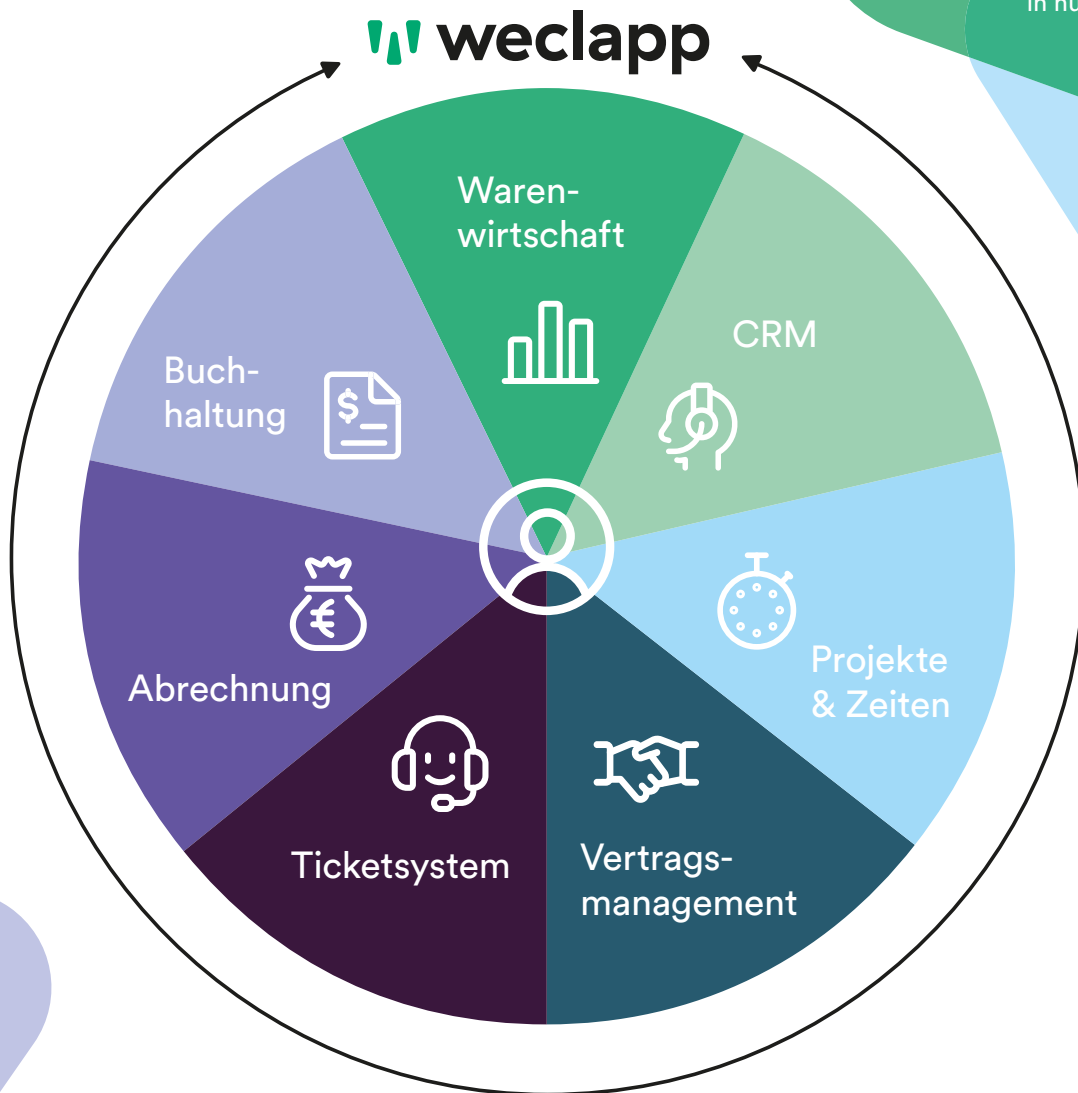 weclapp
Waren-
wirtschaft
CRM
Projekte
& Zeiten
Vertrags-
management
Ticketsystem
Abrechnung
Buch-
haltung